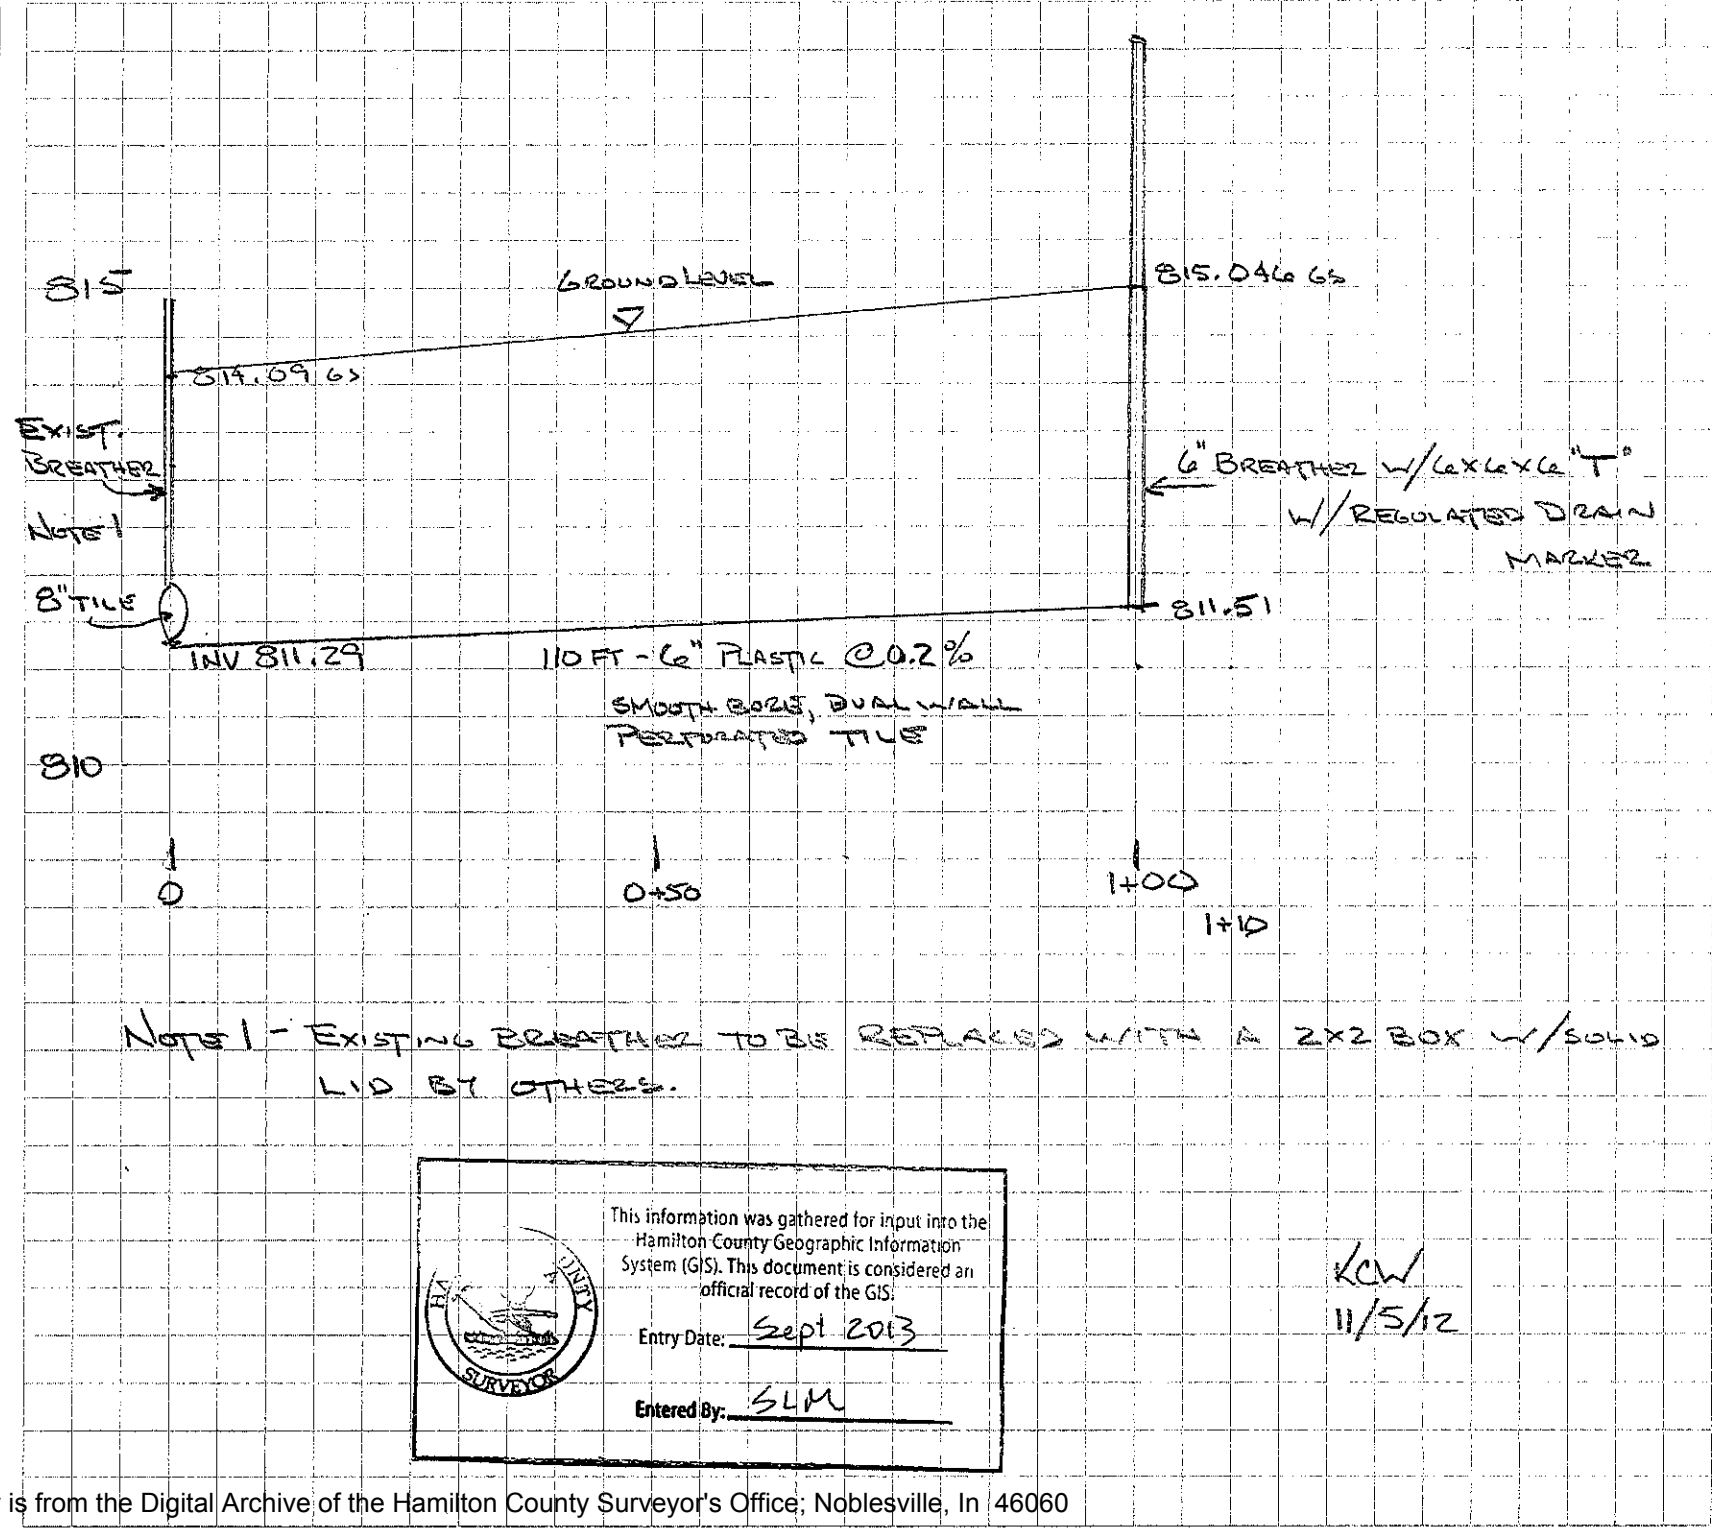 GROUND LEVEL
815
815.046 GS
814.09 GS
EXIST.
BREATHER
NOTE 1
6" BREATHER W/6x6x6 "T"
W/REGULATED DRAIN
MARKER
8" TILE
811.51
INV 811.29
110 FT - 6" PLASTIC @ 0.2%
SMOOTH BORE, DUAL WALL
PERFORATED TILE
810
0
0+50
1+00
1+10
NOTE 1 - EXISTING BREATHER TO BE REPLACED WITH A 2X2 BOX W/SOLID
LID BY OTHERS.
This information was gathered for input into the
Hamilton County Geographic Information
System (GIS). This document is considered an
official record of the GIS.
Entry Date: Sept 2013
Entered By: SLM
SURVEYOR
KCW
11/5/12
is from the Digital Archive of the Hamilton County Surveyor's Office; Noblesville, In 46060